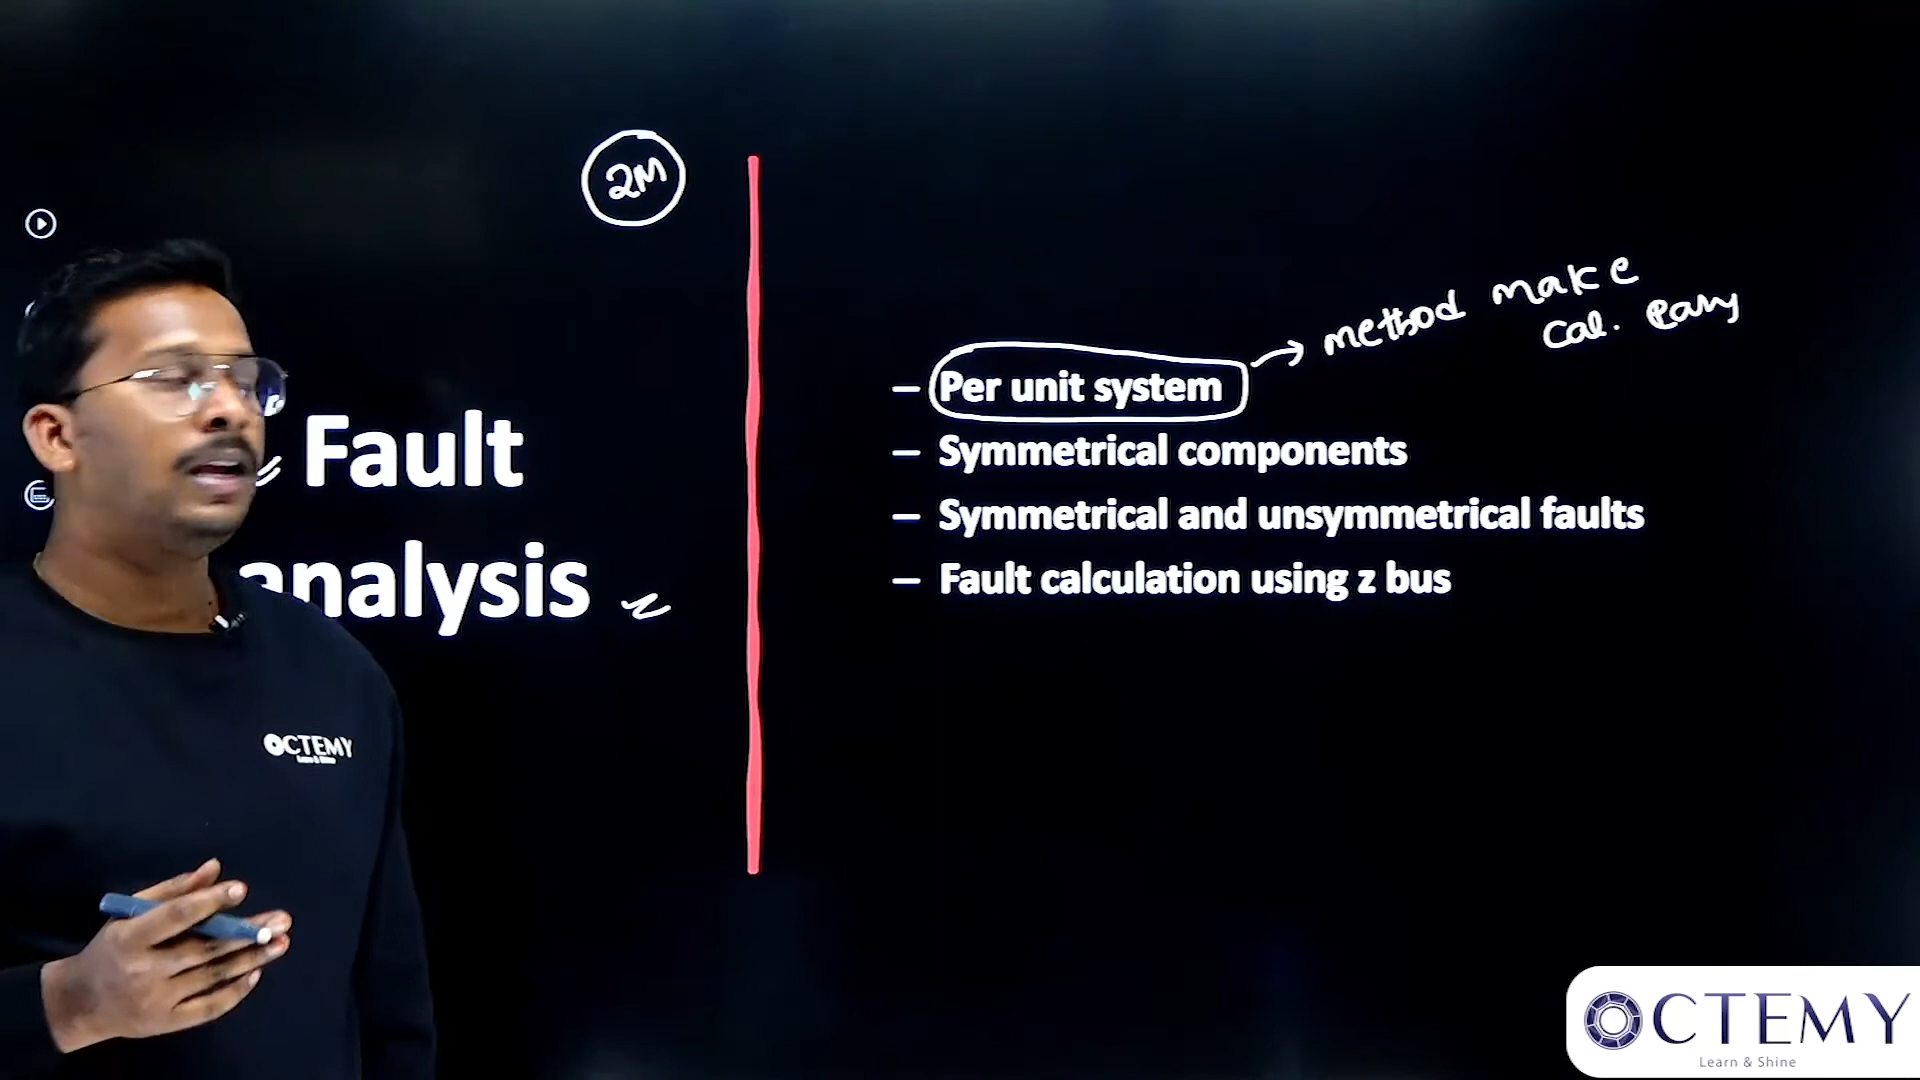 2M
Fault
analysis
method make
cal. easy
– Per unit system
– Symmetrical components
– Symmetrical and unsymmetrical faults
– Fault calculation using z bus
OCTEMY
OCTEMY
Learn & Shine